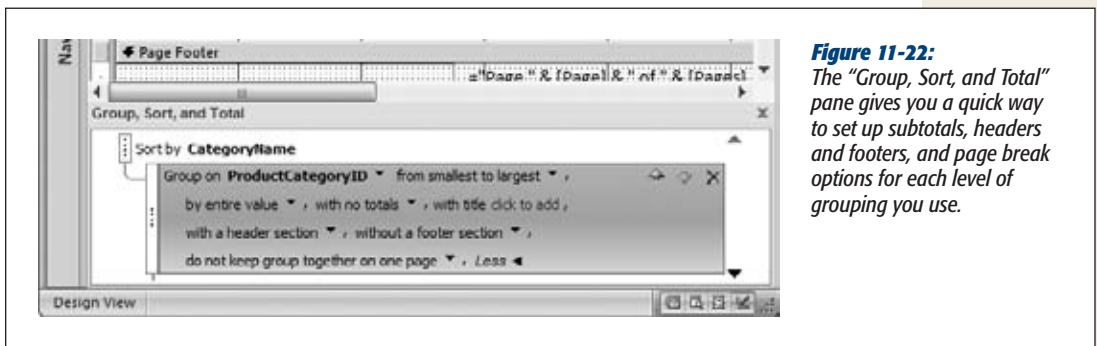 Nav
Page Footer
="Page " & [Page] & " of " & [Pages]
Group, Sort, and Total
Sort by CategoryName
Group on ProductCategoryID from smallest to largest ,
by entire value , with no totals , with title click to add ,
with a header section , without a footer section ,
do not keep group together on one page , Less
Design View
Figure 11-22:
The “Group, Sort, and Total”
pane gives you a quick way
to set up subtotals, headers
and footers, and page break
options for each level of
grouping you use.